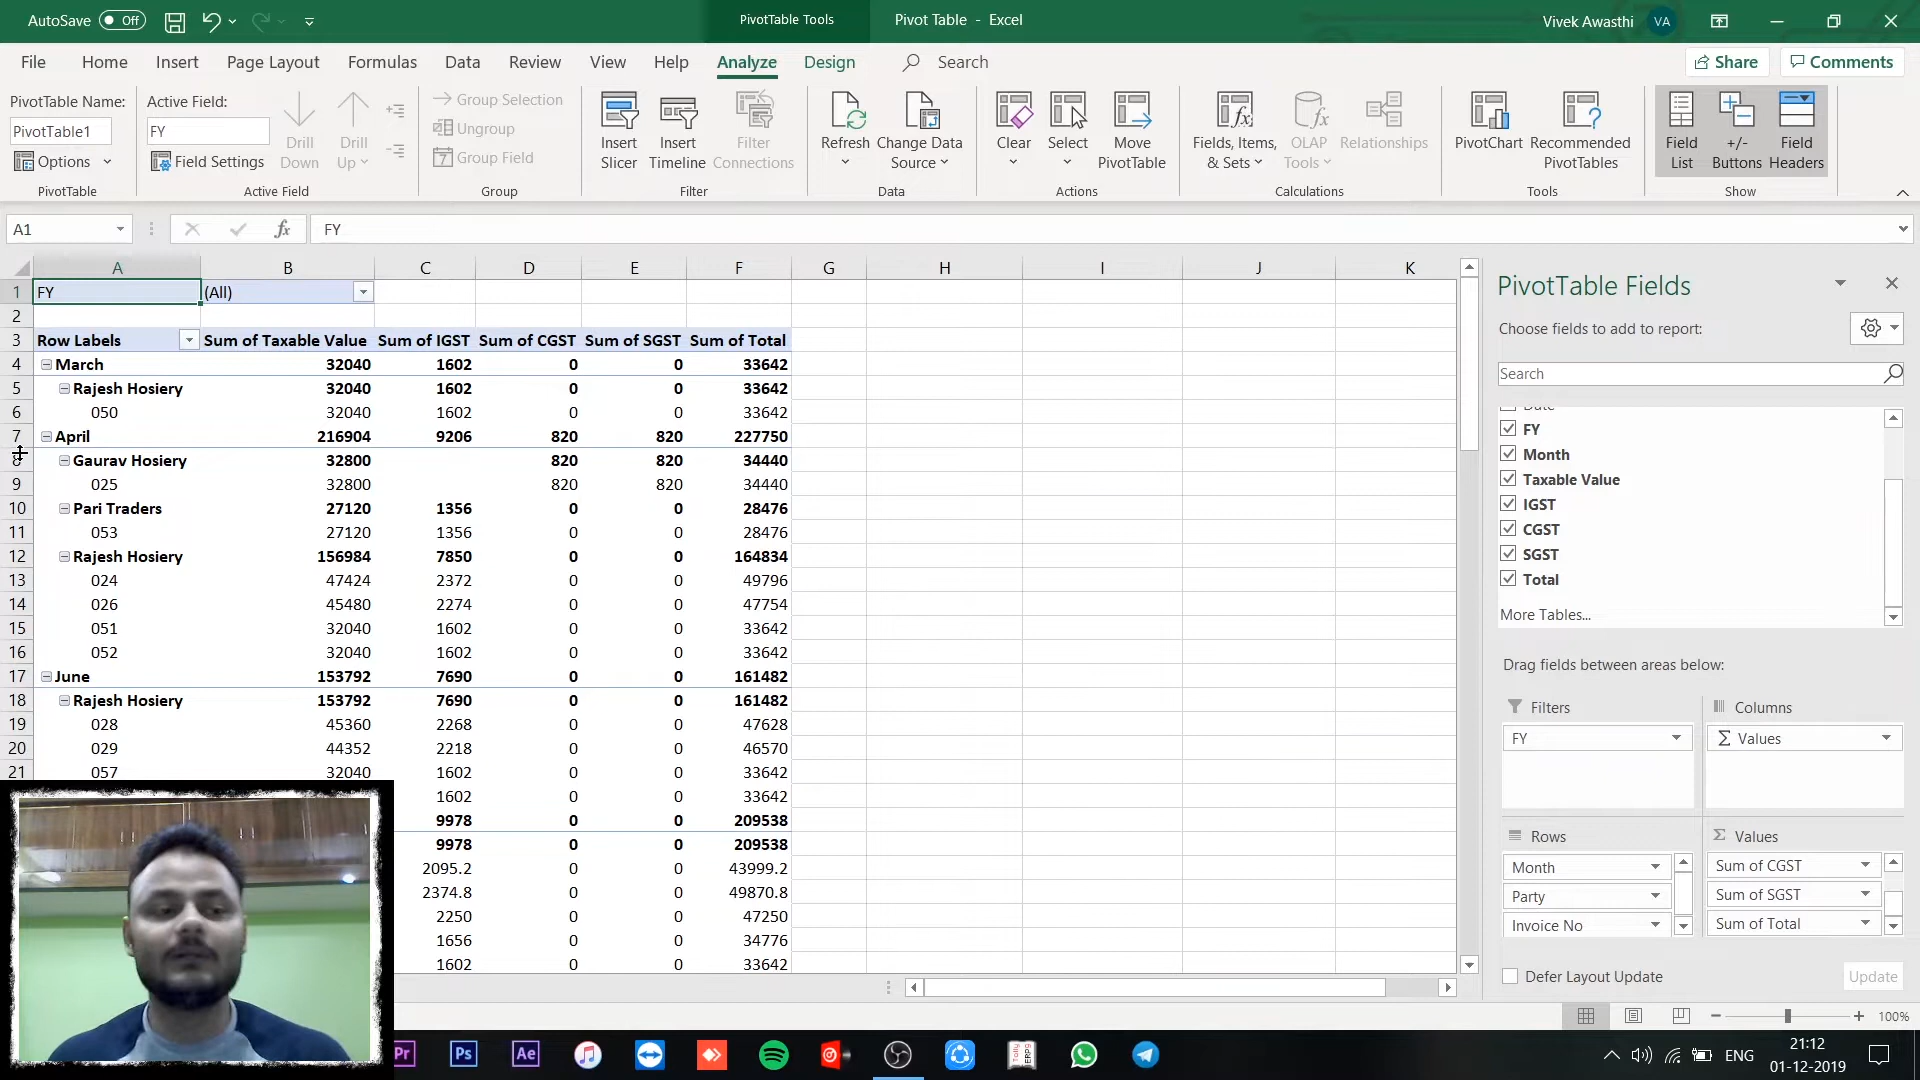 AutoSave Off
PivotTable Tools
Pivot Table - Excel
Vivek Awasthi VA
File Home Insert Page Layout Formulas Data Review View Help Analyze Design Search Share Comments
PivotTable Name:
PivotTable1
Options
PivotTable
Active Field:
FY
Field Settings
Drill Down
Drill Up
Active Field
Group Selection
Ungroup
Group Field
Group
Insert Slicer
Insert Timeline
Filter Connections
Filter
Refresh
Change Data Source
Data
Clear
Select
Move PivotTable
Actions
Fields, Items, & Sets
OLAP Tools
Relationships
Calculations
PivotChart
Recommended PivotTables
Tools
Field List
+/- Buttons
Field Headers
Show
A1 fx FY
A B C D E F G H I J K
1 FY (All)
2
3 Row Labels Sum of Taxable Value Sum of IGST Sum of CGST Sum of SGST Sum of Total
4 March 32040 1602 0 0 33642
5 Rajesh Hosiery 32040 1602 0 0 33642
6 050 32040 1602 0 0 33642
7 April 216904 9206 820 820 227750
8 Gaurav Hosiery 32800 820 820 34440
9 025 32800 820 820 34440
10 Pari Traders 27120 1356 0 0 28476
11 053 27120 1356 0 0 28476
12 Rajesh Hosiery 156984 7850 0 0 164834
13 024 47424 2372 0 0 49796
14 026 45480 2274 0 0 47754
15 051 32040 1602 0 0 33642
16 052 32040 1602 0 0 33642
17 June 153792 7690 0 0 161482
18 Rajesh Hosiery 153792 7690 0 0 161482
19 028 45360 2268 0 0 47628
20 029 44352 2218 0 0 46570
21 057 32040 1602 0 0 33642
1602 0 0 33642
9978 0 0 209538
9978 0 0 209538
2095.2 0 0 43999.2
2374.8 0 0 49870.8
2250 0 0 47250
1656 0 0 34776
1602 0 0 33642
PivotTable Fields
Choose fields to add to report:
Search
Date
FY
Month
Taxable Value
IGST
CGST
SGST
Total
More Tables...
Drag fields between areas below:
Filters
FY
Columns
Σ Values
Rows
Month
Party
Invoice No
Σ Values
Sum of CGST
Sum of SGST
Sum of Total
Defer Layout Update
Update
100%
Pr Ps Ae
ENG
21:12
01-12-2019